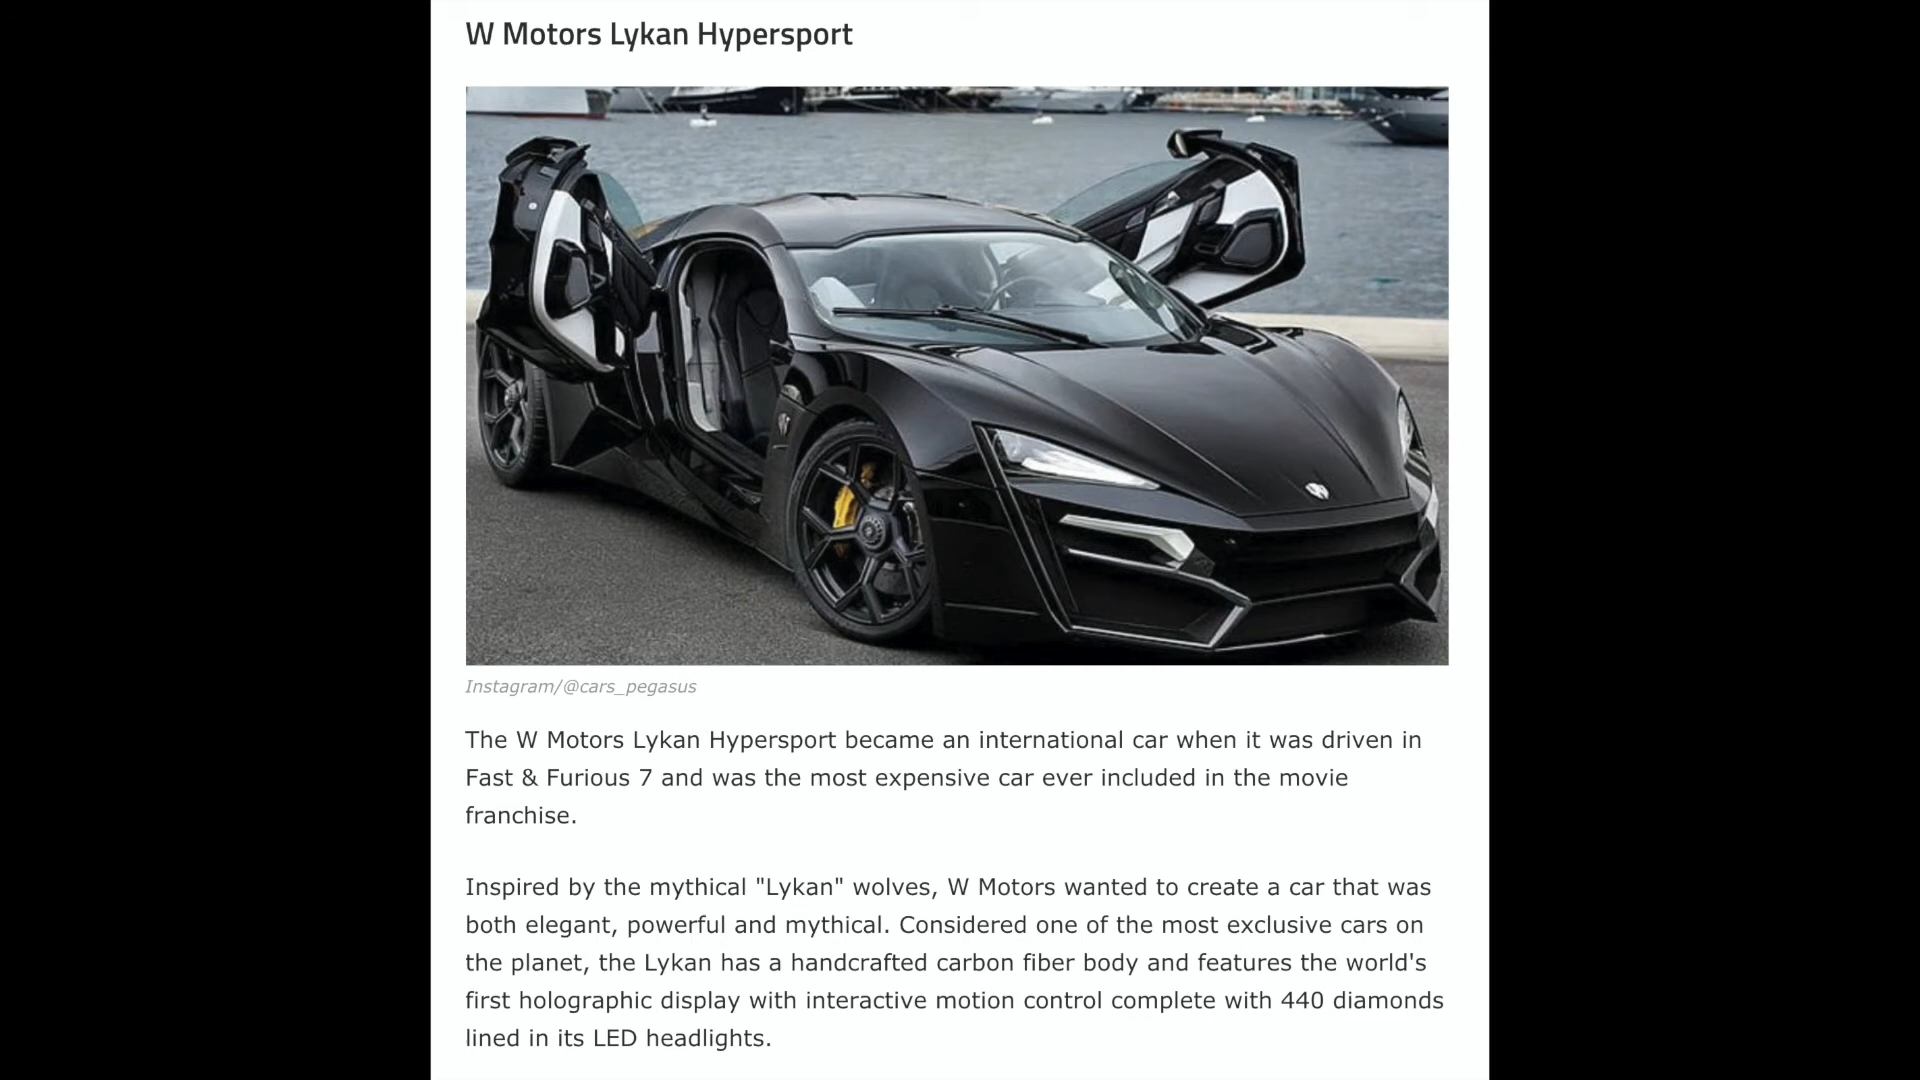 W Motors Lykan Hypersport
Instagram/@cars_pegasus
The W Motors Lykan Hypersport became an international car when it was driven in
Fast & Furious 7 and was the most expensive car ever included in the movie
franchise.
Inspired by the mythical "Lykan" wolves, W Motors wanted to create a car that was
both elegant, powerful and mythical. Considered one of the most exclusive cars on
the planet, the Lykan has a handcrafted carbon fiber body and features the world's
first holographic display with interactive motion control complete with 440 diamonds
lined in its LED headlights.